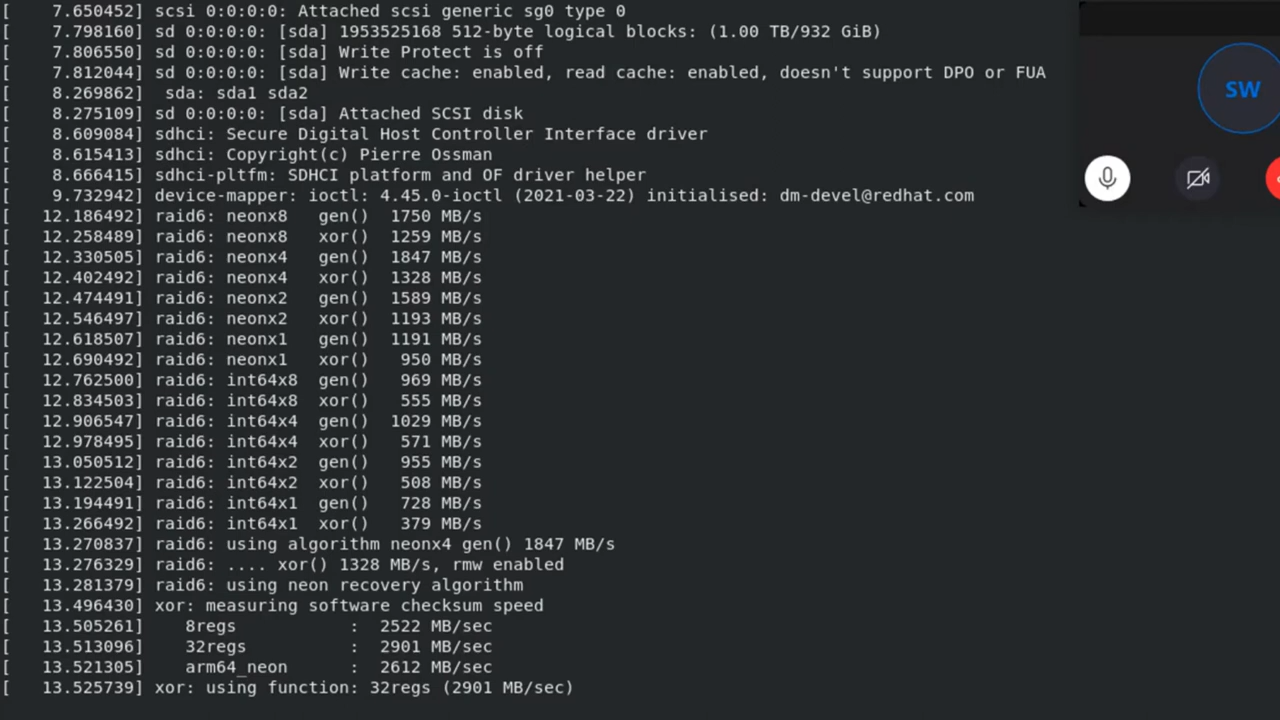 [    7.650452] scsi 0:0:0:0: Attached scsi generic sg0 type 0
[    7.798160] sd 0:0:0:0: [sda] 1953525168 512-byte logical blocks: (1.00 TB/932 GiB)
[    7.806550] sd 0:0:0:0: [sda] Write Protect is off
[    7.812044] sd 0:0:0:0: [sda] Write cache: enabled, read cache: enabled, doesn't support DPO or FUA
[    8.269862]  sda: sda1 sda2
[    8.275109] sd 0:0:0:0: [sda] Attached SCSI disk
[    8.609084] sdhci: Secure Digital Host Controller Interface driver
[    8.615413] sdhci: Copyright(c) Pierre Ossman
[    8.666415] sdhci-pltfm: SDHCI platform and OF driver helper
[    9.732942] device-mapper: ioctl: 4.45.0-ioctl (2021-03-22) initialised: dm-devel@redhat.com
[   12.186492] raid6: neonx8   gen()  1750 MB/s
[   12.258489] raid6: neonx8   xor()  1259 MB/s
[   12.330505] raid6: neonx4   gen()  1847 MB/s
[   12.402492] raid6: neonx4   xor()  1328 MB/s
[   12.474491] raid6: neonx2   gen()  1589 MB/s
[   12.546497] raid6: neonx2   xor()  1193 MB/s
[   12.618507] raid6: neonx1   gen()  1191 MB/s
[   12.690492] raid6: neonx1   xor()   950 MB/s
[   12.762500] raid6: int64x8  gen()   969 MB/s
[   12.834503] raid6: int64x8  xor()   555 MB/s
[   12.906547] raid6: int64x4  gen()  1029 MB/s
[   12.978495] raid6: int64x4  xor()   571 MB/s
[   13.050512] raid6: int64x2  gen()   955 MB/s
[   13.122504] raid6: int64x2  xor()   508 MB/s
[   13.194491] raid6: int64x1  gen()   728 MB/s
[   13.266492] raid6: int64x1  xor()   379 MB/s
[   13.270837] raid6: using algorithm neonx4 gen() 1847 MB/s
[   13.276329] raid6: .... xor() 1328 MB/s, rmw enabled
[   13.281379] raid6: using neon recovery algorithm
[   13.496430] xor: measuring software checksum speed
[   13.505261]    8regs           :  2522 MB/sec
[   13.513096]    32regs          :  2901 MB/sec
[   13.521305]    arm64_neon      :  2612 MB/sec
[   13.525739] xor: using function: 32regs (2901 MB/sec)
SW